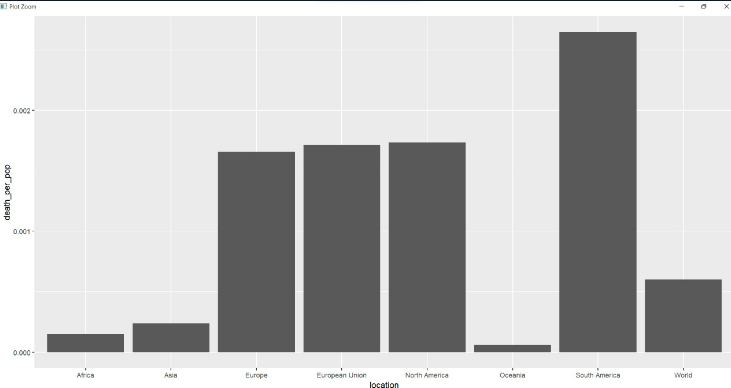 Plot Zoom
0.002
death_per_pop
0.001
0.000
Africa Asia Europe European Union North America Oceania South America World
location